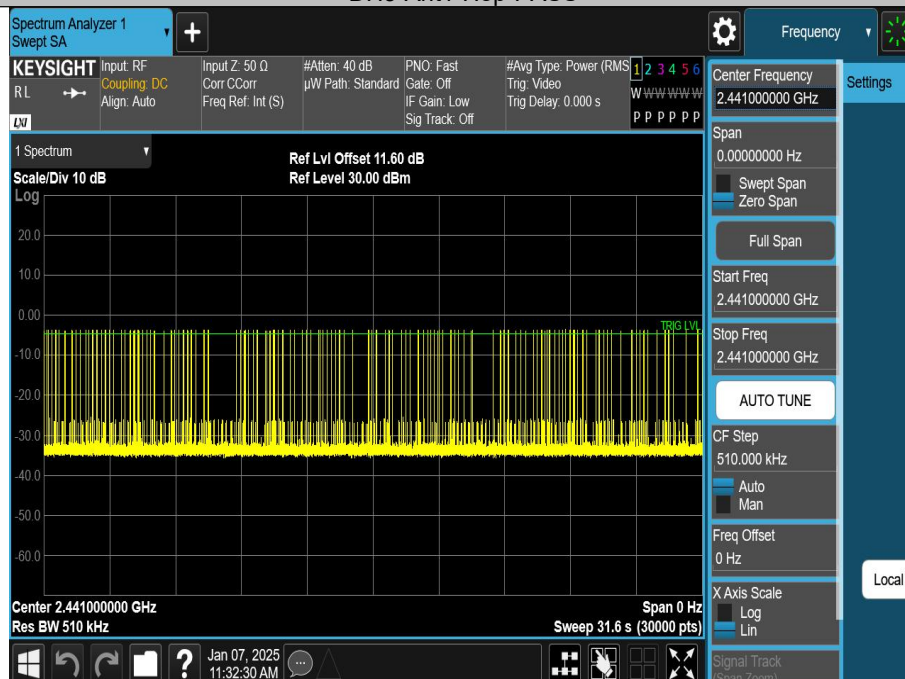 Spectrum Analyzer 1
Swept SA
Frequency
KEYSIGHT
RL
LXI
Input: RF
Coupling: DC
Align: Auto
Input Z: 50 Ω
Corr CCorr
Freq Ref: Int (S)
#Atten: 40 dB
µW Path: Standard
PNO: Fast
Gate: Off
IF Gain: Low
Sig Track: Off
#Avg Type: Power (RMS
Trig: Video
Trig Delay: 0.000 s
1 2 3 4 5 6
W W W W W W
P P P P P P
1 Spectrum
Scale/Div 10 dB
Log
Ref Lvl Offset 11.60 dB
Ref Level 30.00 dBm
20.0
10.0
0.00
TRIG LVL
-10.0
-20.0
-30.0
-40.0
-50.0
-60.0
Center 2.441000000 GHz
Res BW 510 kHz
Span 0 Hz
Sweep 31.6 s (30000 pts)
Jan 07, 2025
11:32:30 AM
Center Frequency
2.441000000 GHz
Settings
Span
0.00000000 Hz
Swept Span
Zero Span
Full Span
Start Freq
2.441000000 GHz
Stop Freq
2.441000000 GHz
AUTO TUNE
CF Step
510.000 kHz
Auto
Man
Freq Offset
0 Hz
Local
X Axis Scale
Log
Lin
Signal Track
(Span Zoom)